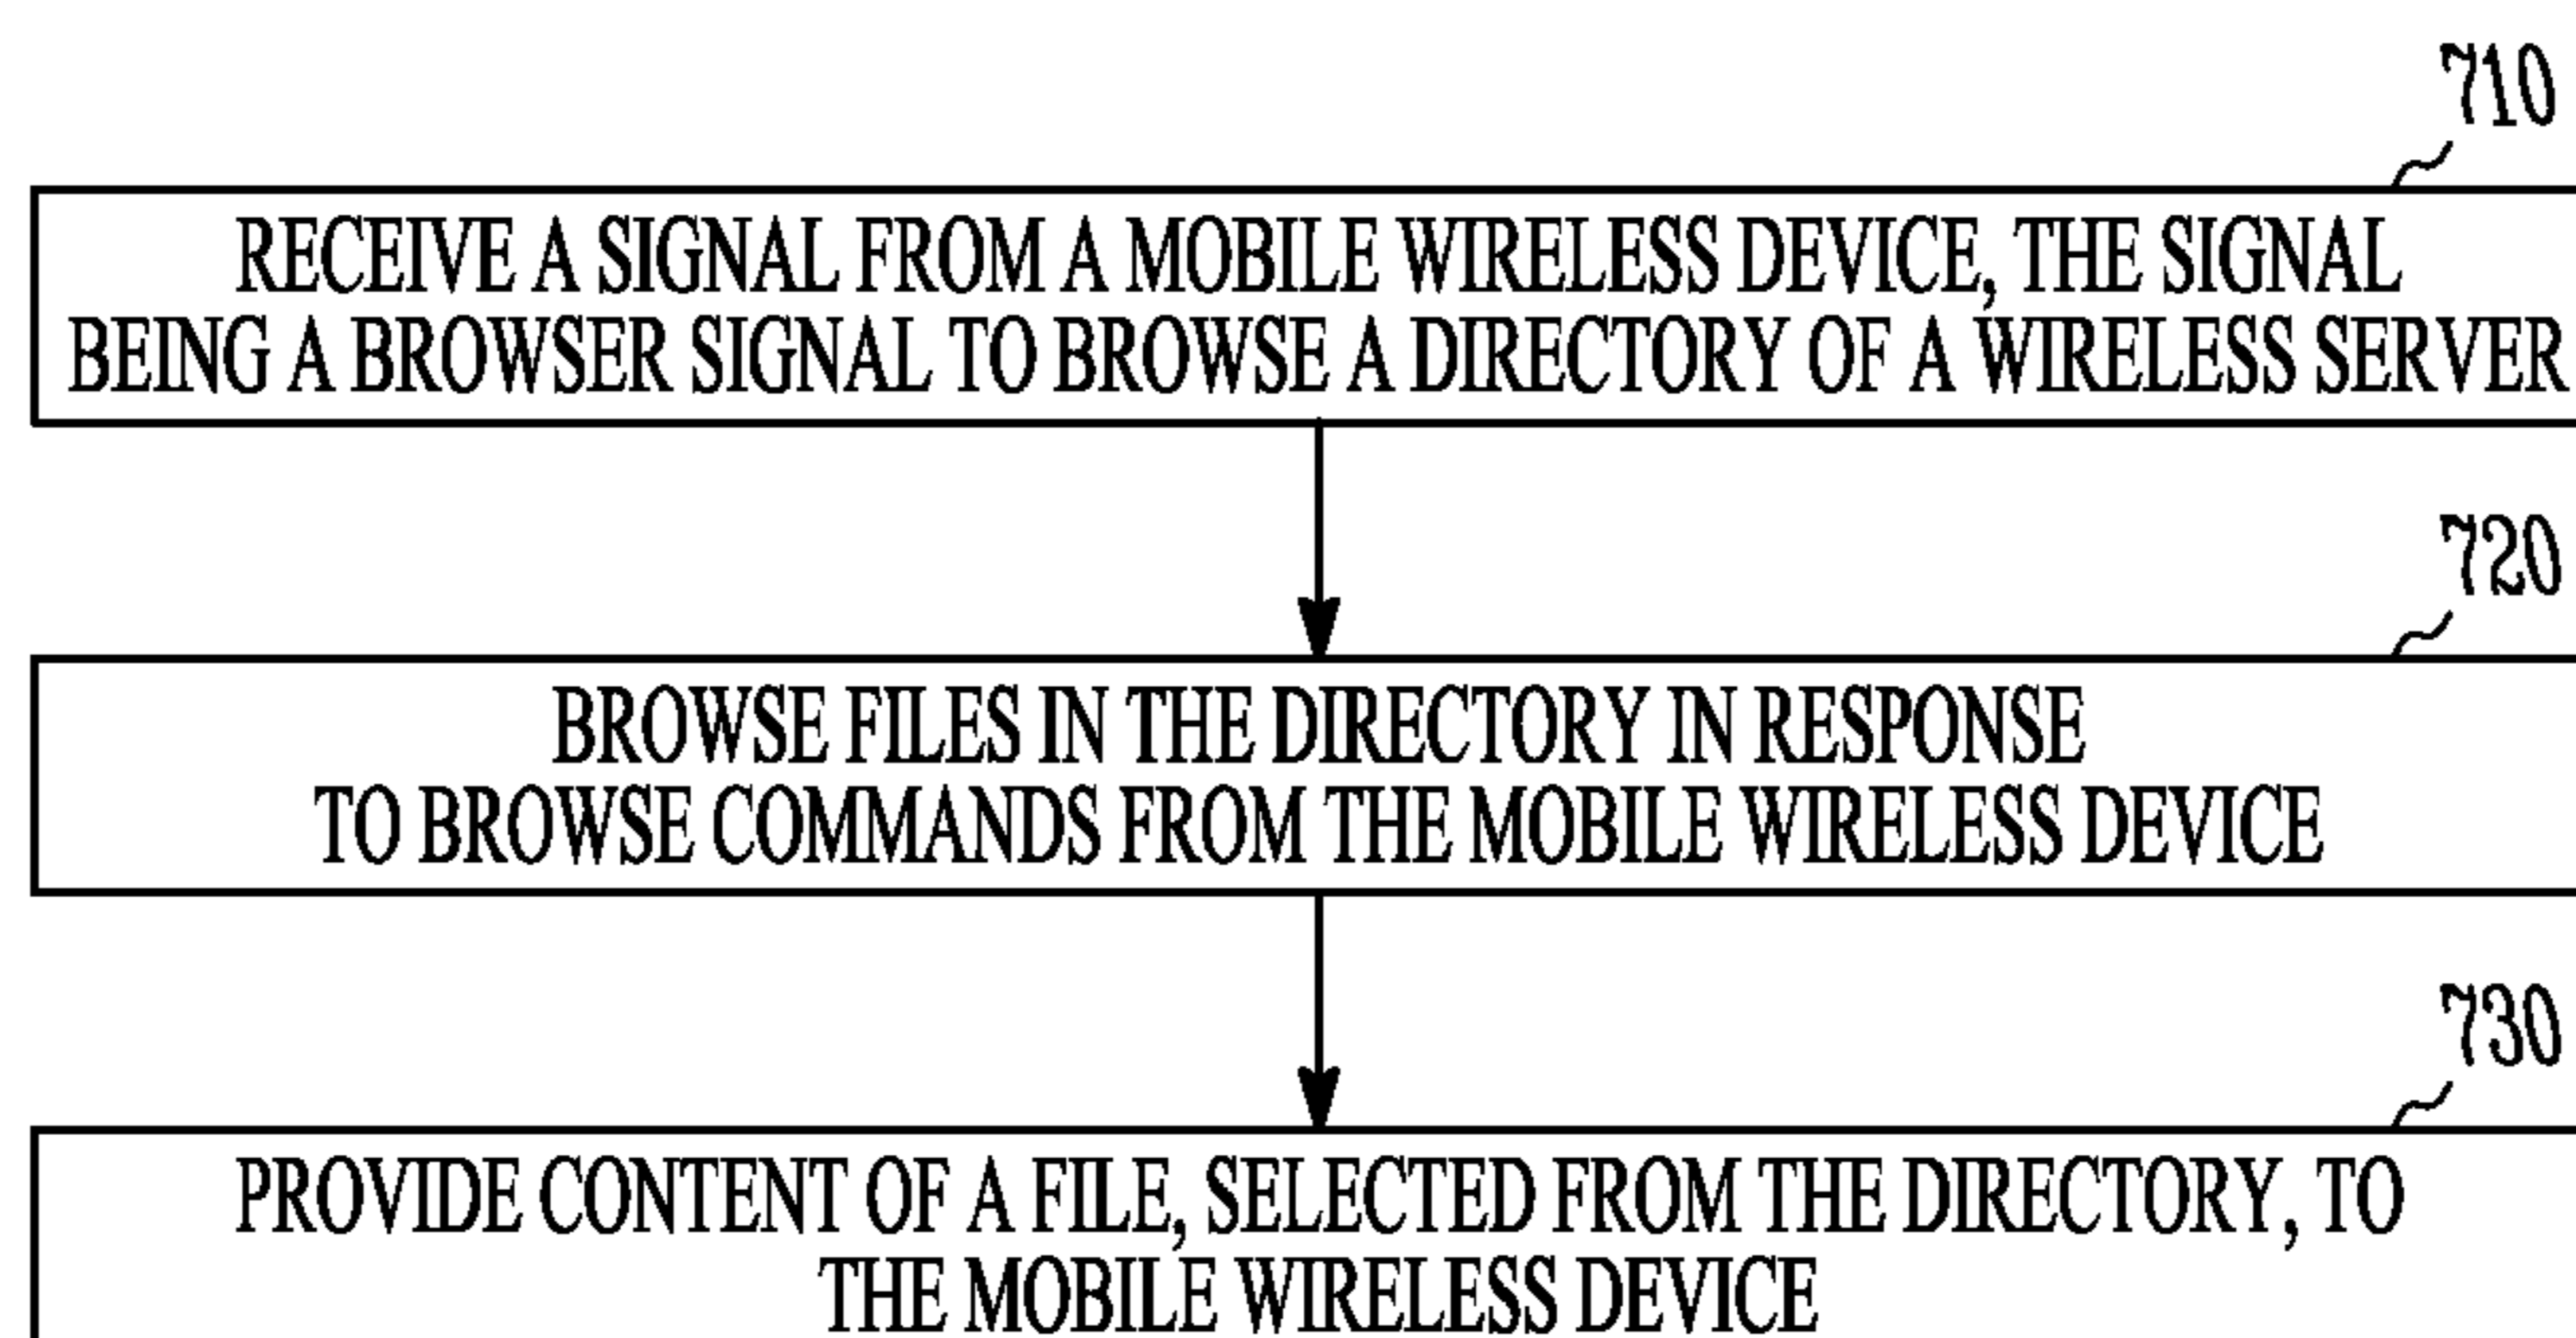 710
RECEIVE A SIGNAL FROM A MOBILE WIRELESS DEVICE, THE SIGNAL
BEING A BROWSER SIGNAL TO BROWSE A DIRECTORY OF A WIRELESS SERVER
720
BROWSE FILES IN THE DIRECTORY IN RESPONSE
TO BROWSE COMMANDS FROM THE MOBILE WIRELESS DEVICE
730
PROVIDE CONTENT OF A FILE, SELECTED FROM THE DIRECTORY, TO
THE MOBILE WIRELESS DEVICE